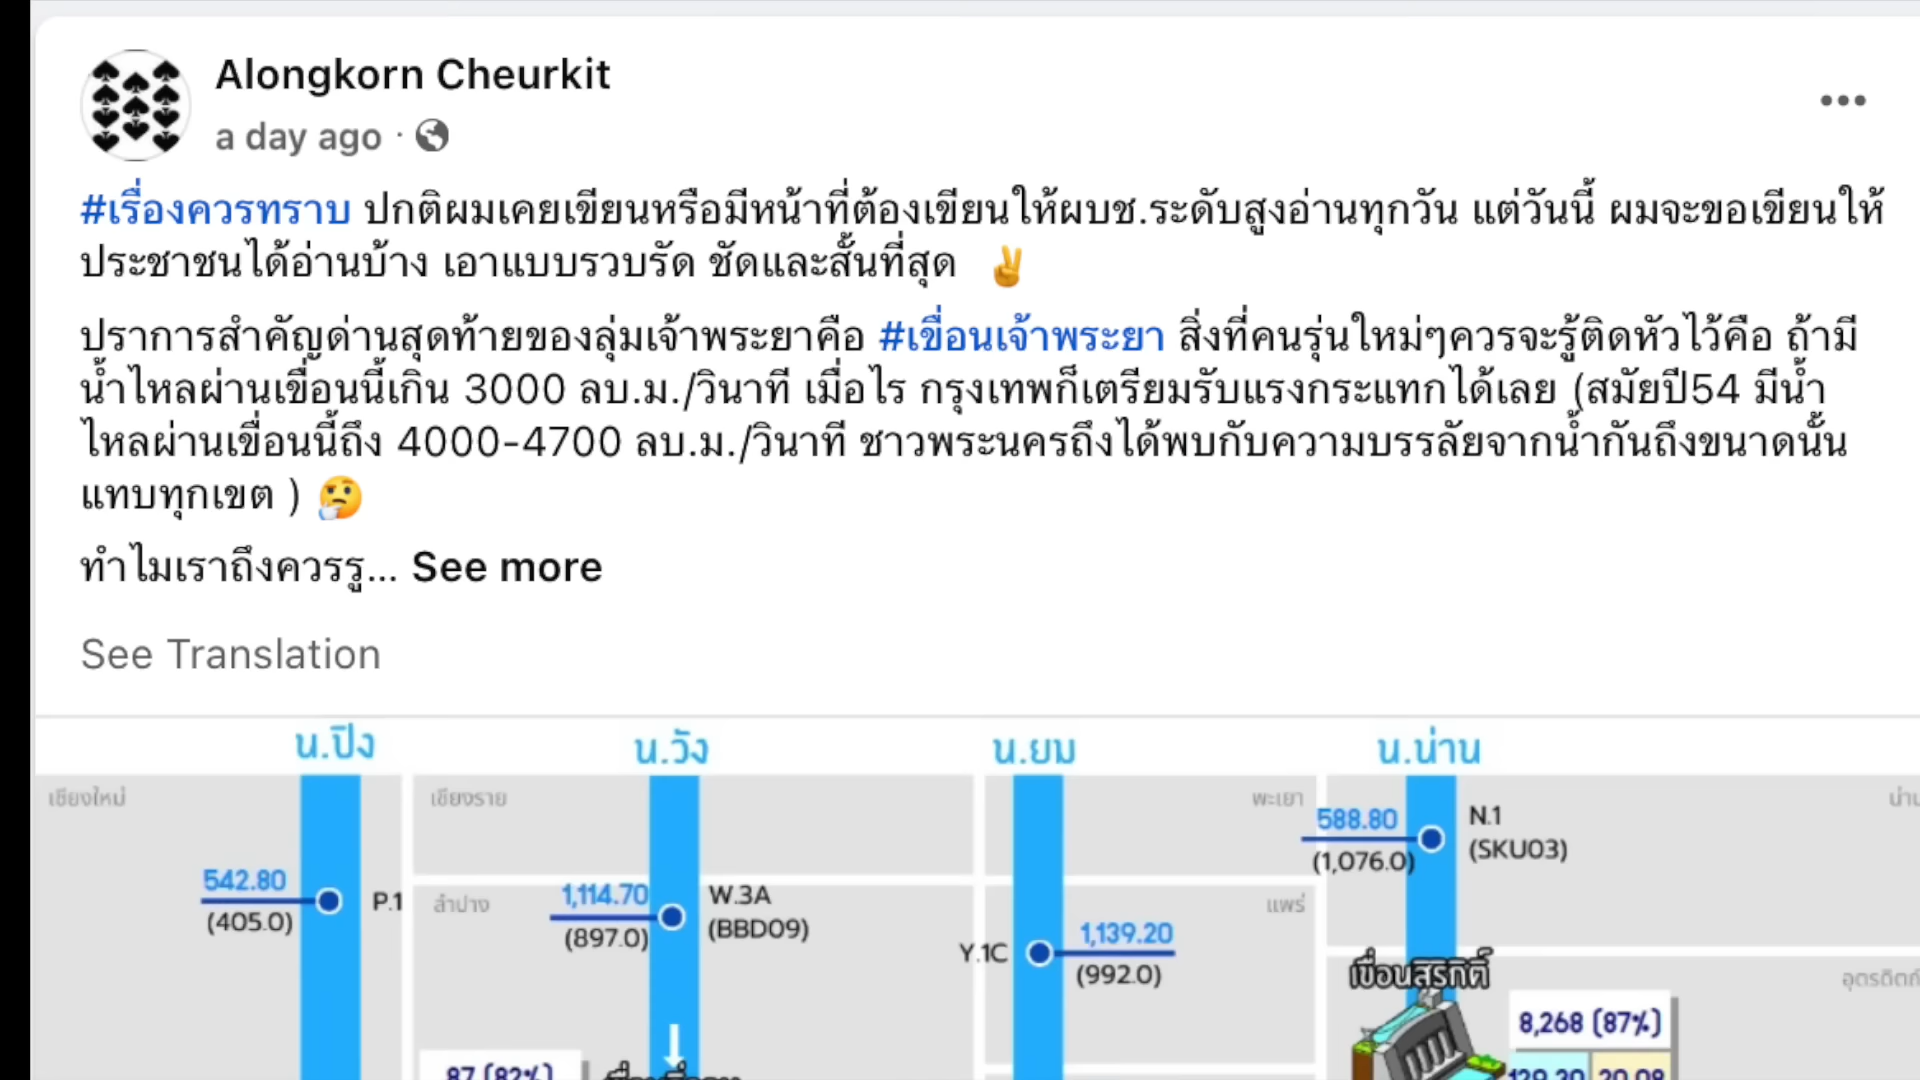 Alongkorn Cheurkit
a day ago ·
#เรื่องควรทราบ ปกติผมเคยเขียนหรือมีหน้าที่ต้องเขียนให้ผบช.ระดับสูงอ่านทุกวัน แต่วันนี้ ผมจะขอเขียนให้
ประชาชนได้อ่านบ้าง เอาแบบรวบรัด ชัดและสั้นที่สุด ✌️
ปราการสำคัญด่านสุดท้ายของลุ่มเจ้าพระยาคือ #เขื่อนเจ้าพระยา สิ่งที่คนรุ่นใหม่ๆควรจะรู้ติดหัวไว้คือ ถ้ามี
น้ำไหลผ่านเขื่อนนี้เกิน 3000 ลบ.ม./วินาที เมื่อไร กรุงเทพก็เตรียมรับแรงกระแทกได้เลย (สมัยปี54 มีน้ำ
ไหลผ่านเขื่อนนี้ถึง 4000-4700 ลบ.ม./วินาที ชาวพระนครถึงได้พบกับความบรรลัยจากน้ำกันถึงขนาดนั้น
แทบทุกเขต ) 🤔
ทำไมเราถึงควรรู... See more
See Translation
น.ปิง น.วัง น.ยม น.น่าน
เชียงใหม่ เชียงราย พะเยา น่าน
588.80 N.1
(1,076.0) (SKU03)
542.80 P.1
(405.0)
ลำปาง แพร่
1,114.70 W.3A
(897.0) (BBD09)
Y.1C 1,139.20
(992.0)
เขื่อนสิริกิติ์ อุตรดิตถ์
8,268 (87%)
87 (82%)